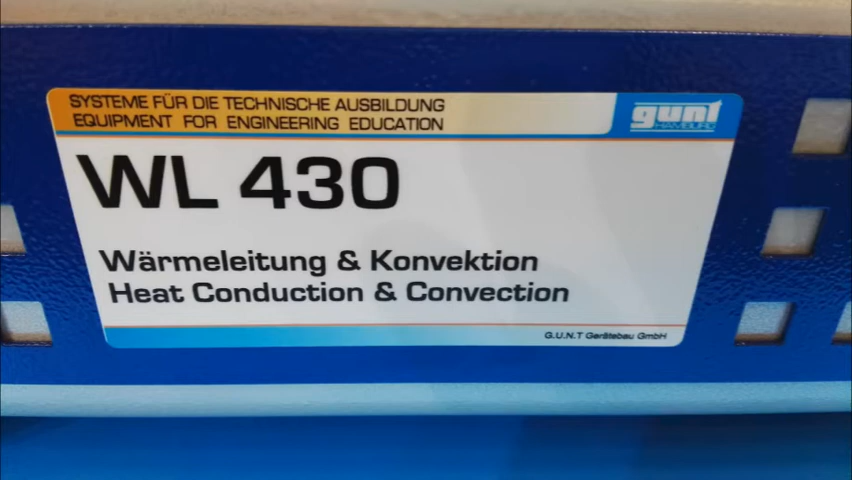 SYSTEME FÜR DIE TECHNISCHE AUSBILDUNG
EQUIPMENT FOR ENGINEERING EDUCATION
gunt
HAMBURG
WL 430
Wärmeleitung & Konvektion
Heat Conduction & Convection
G.U.N.T Gerätebau GmbH